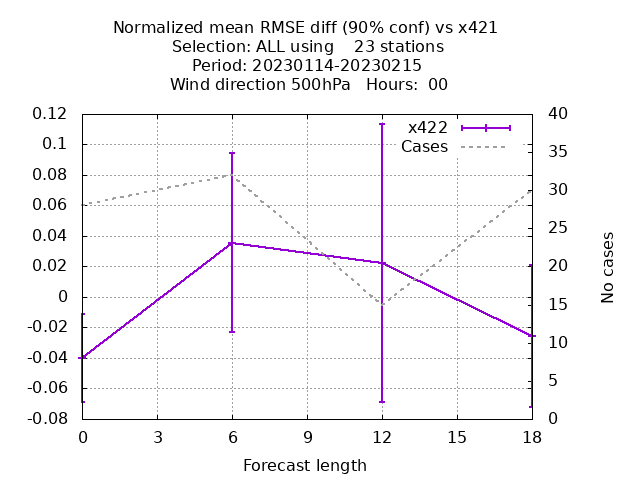 Normalized mean RMSE diff (90% conf) vs x421
Selection: ALL using    23 stations
Period: 20230114-20230215
Wind direction 500hPa   Hours:  00
x422
Cases
0.12
0.1
0.08
0.06
0.04
0.02
0
-0.02
-0.04
-0.06
-0.08
40
35
30
25
20
15
10
5
0
No cases
0 3 6 9 12 15 18
Forecast length